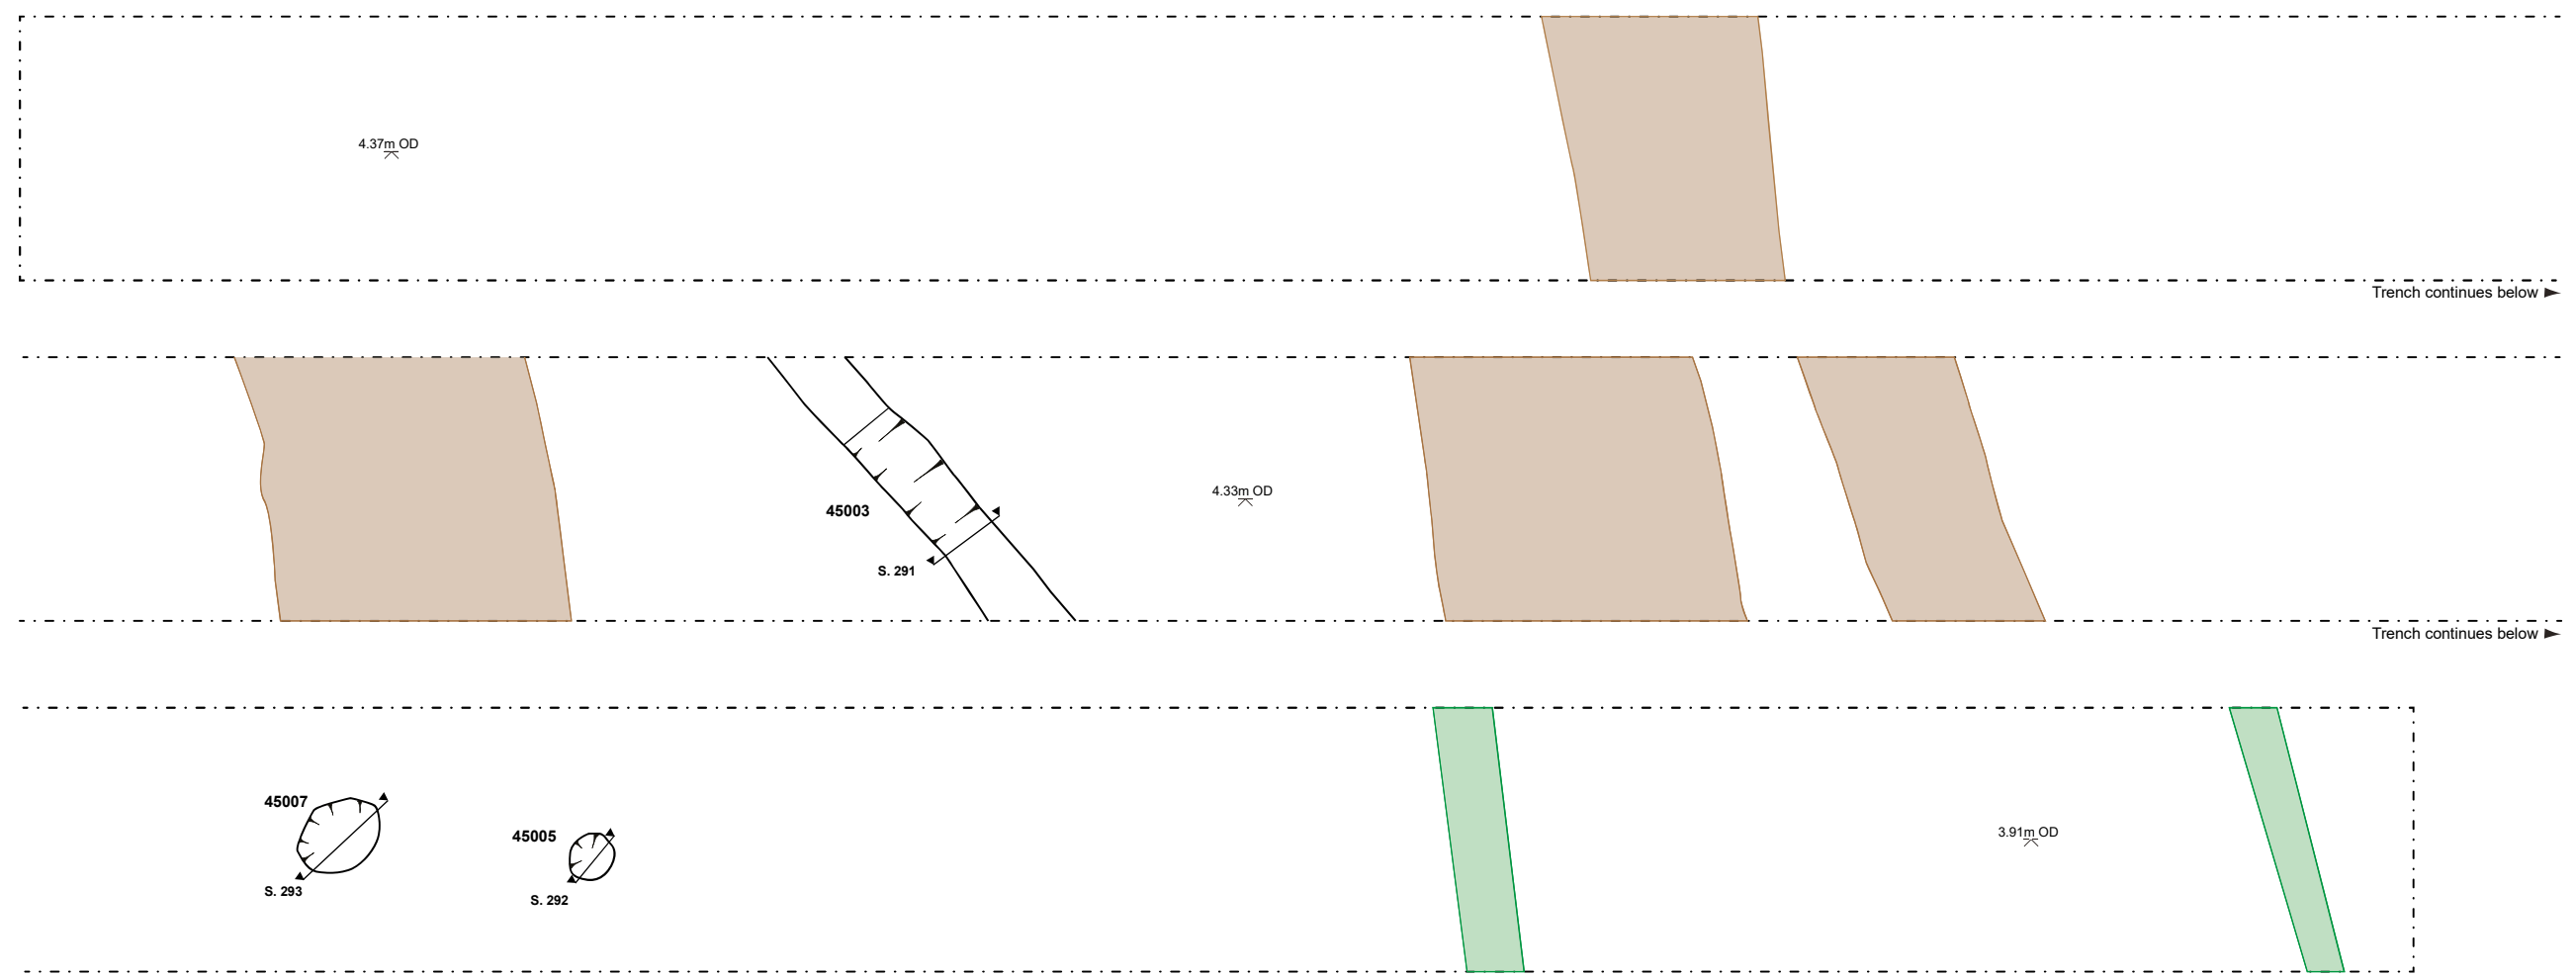 4.37m OD
Trench continues below
45003
4.33m OD
S. 291
Trench continues below
45007
45005
3.91m OD
S. 293
S. 292